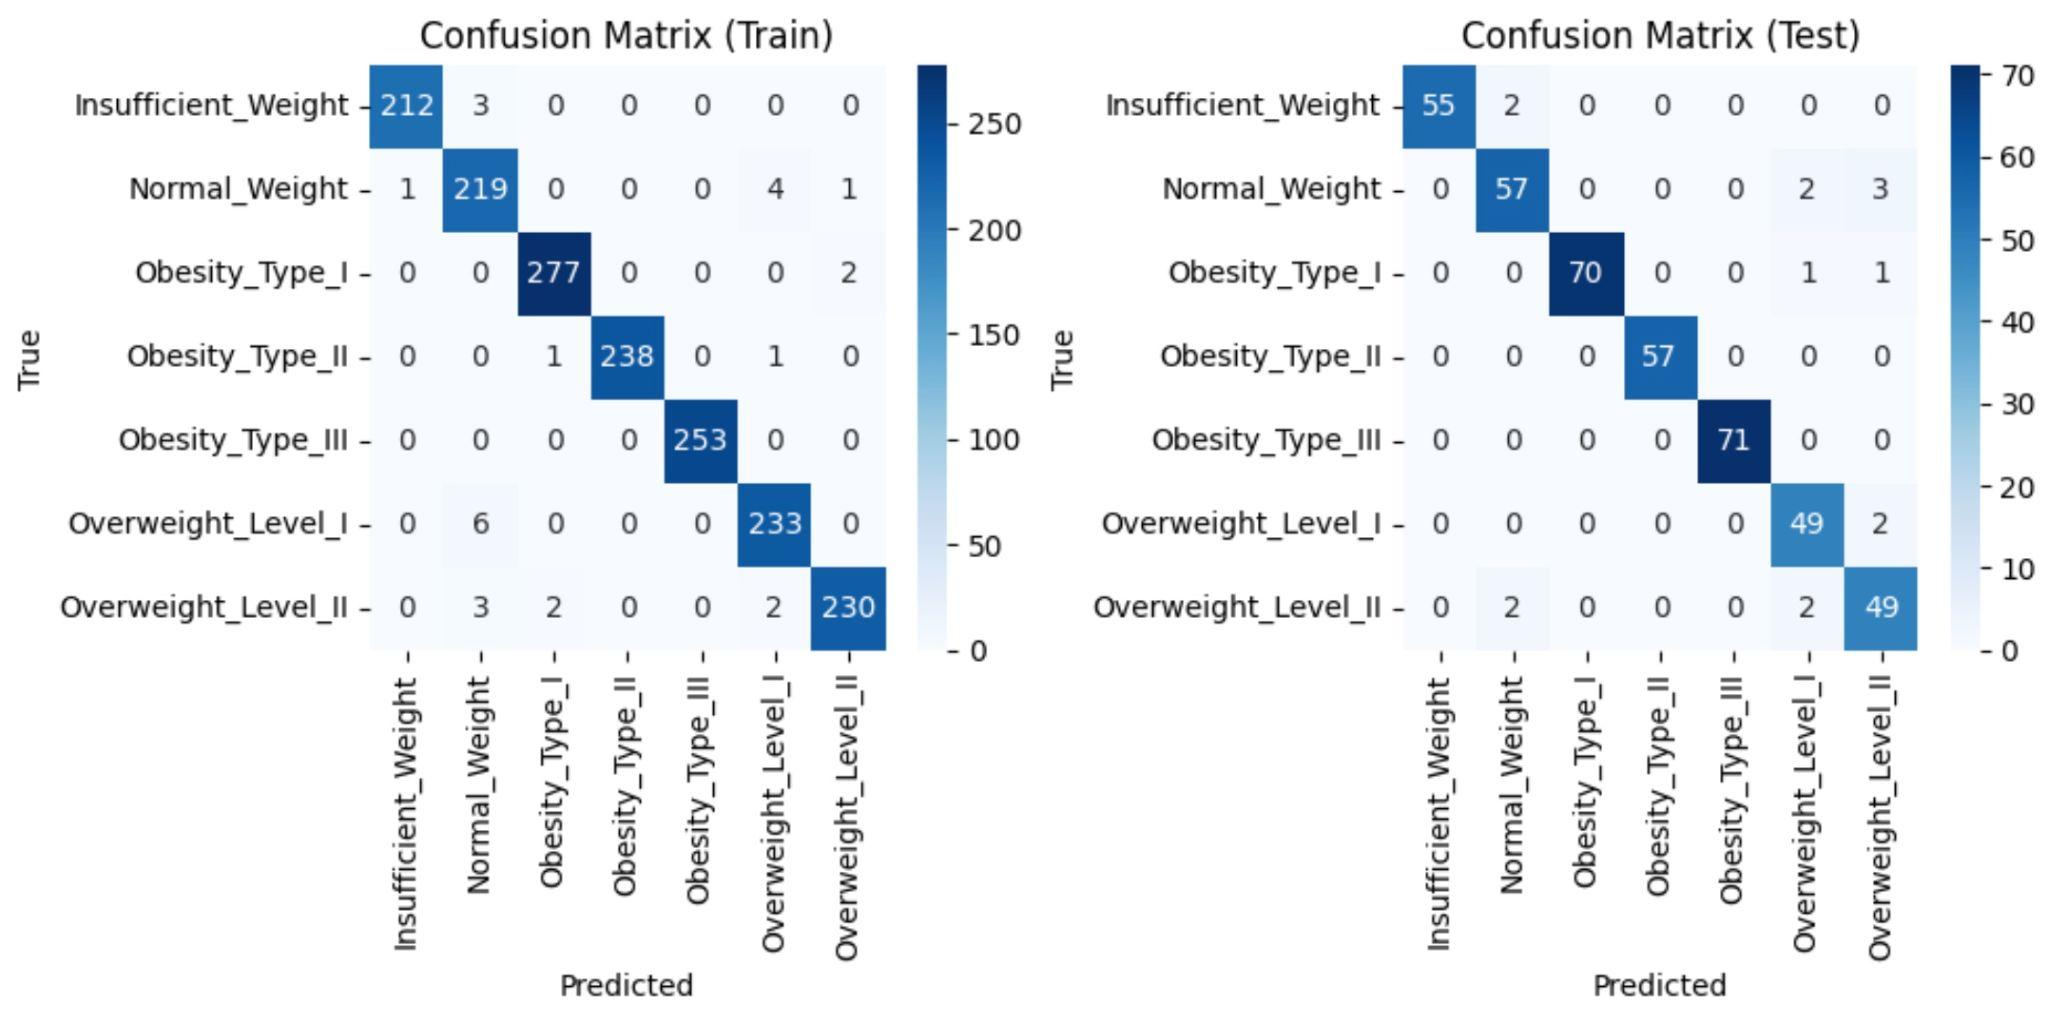 Confusion Matrix (Train)
True
Insufficient_Weight 212 3 0 0 0 0 0
Normal_Weight 1 219 0 0 0 4 1
Obesity_Type_I 0 0 277 0 0 0 2
Obesity_Type_II 0 0 1 238 0 1 0
Obesity_Type_III 0 0 0 0 253 0 0
Overweight_Level_I 0 6 0 0 0 233 0
Overweight_Level_II 0 3 2 0 0 2 230
250
200
150
100
50
0
Insufficient_Weight
Normal_Weight
Obesity_Type_I
Obesity_Type_II
Obesity_Type_III
Overweight_Level_I
Overweight_Level_II
Predicted
Confusion Matrix (Test)
True
Insufficient_Weight 55 2 0 0 0 0 0
Normal_Weight 0 57 0 0 0 2 3
Obesity_Type_I 0 0 70 0 0 1 1
Obesity_Type_II 0 0 0 57 0 0 0
Obesity_Type_III 0 0 0 0 71 0 0
Overweight_Level_I 0 0 0 0 0 49 2
Overweight_Level_II 0 2 0 0 0 2 49
70
60
50
40
30
20
10
0
Insufficient_Weight
Normal_Weight
Obesity_Type_I
Obesity_Type_II
Obesity_Type_III
Overweight_Level_I
Overweight_Level_II
Predicted